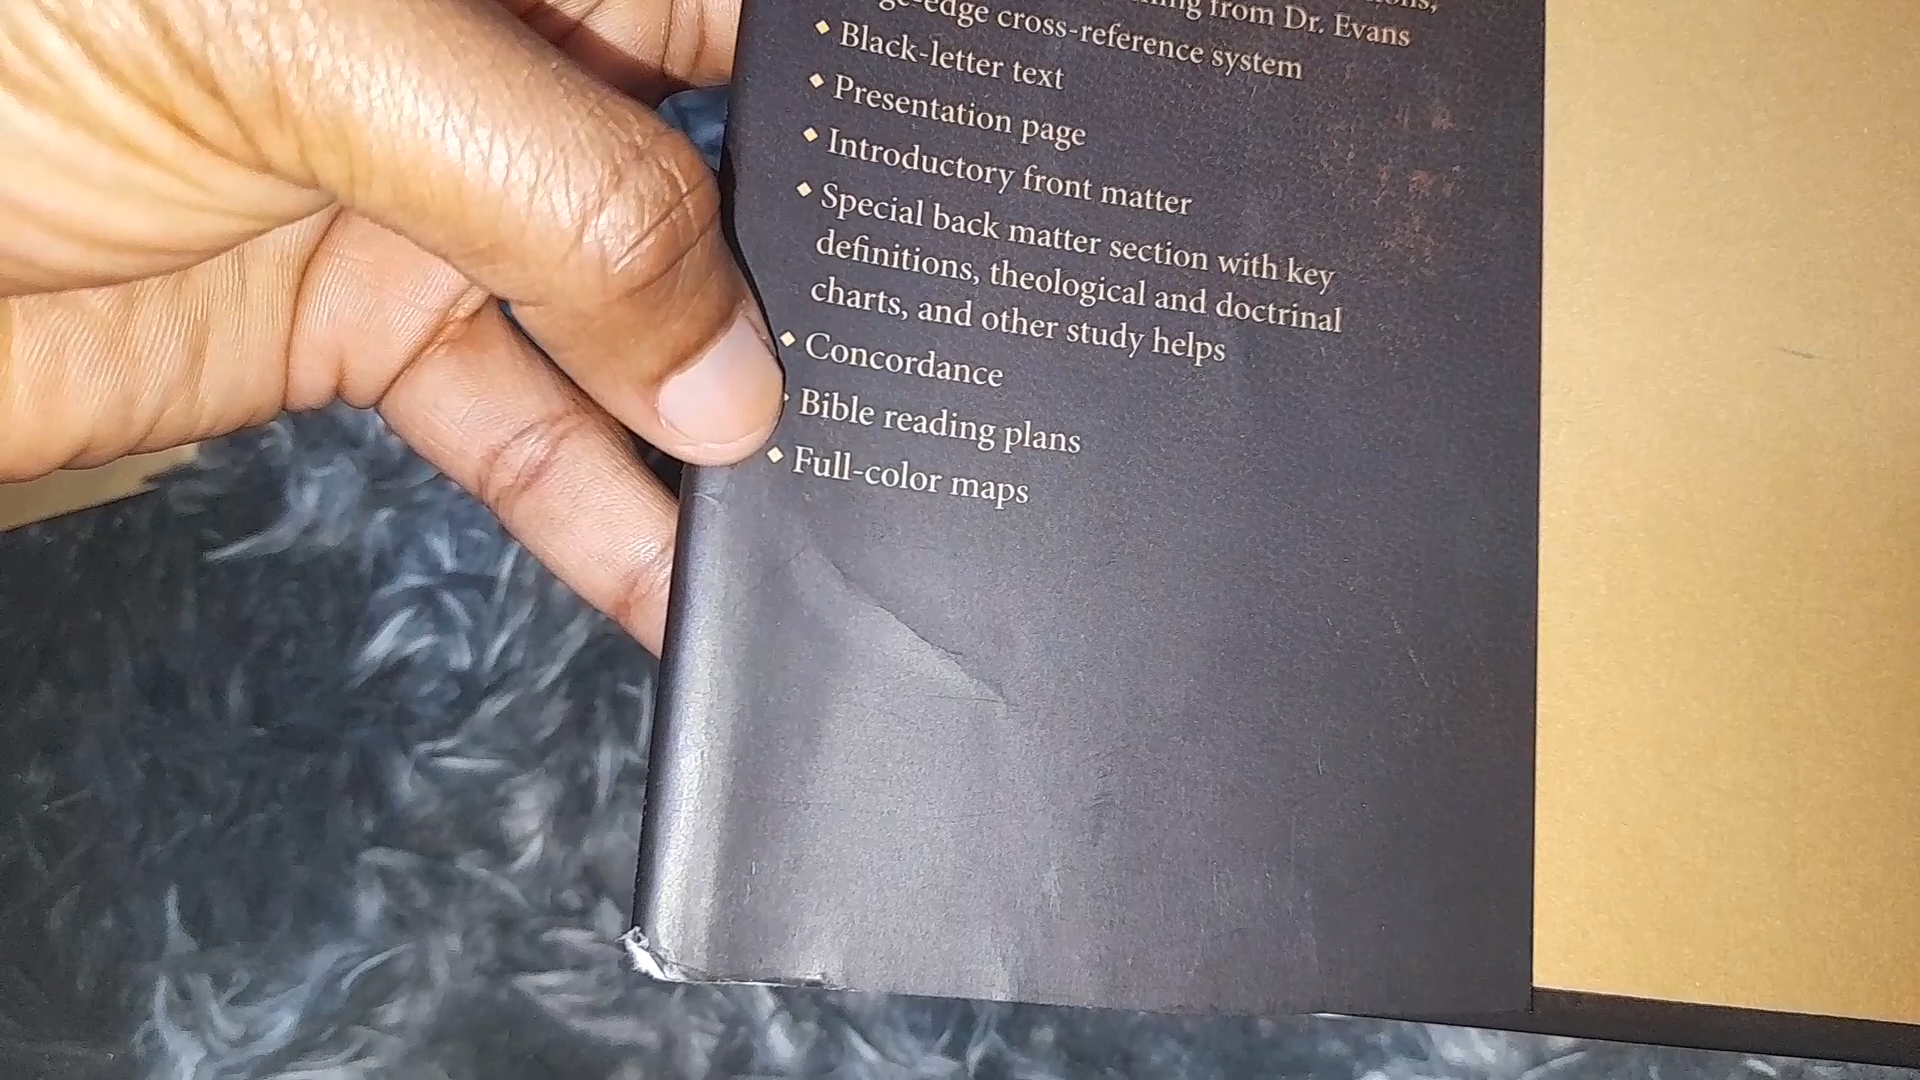 from Dr. Evans
cross-reference system
◆ Black-letter text
◆ Presentation page
◆ Introductory front matter
◆ Special back matter section with key
definitions, theological and doctrinal
charts, and other study helps
◆ Concordance
◆ Bible reading plans
◆ Full-color maps